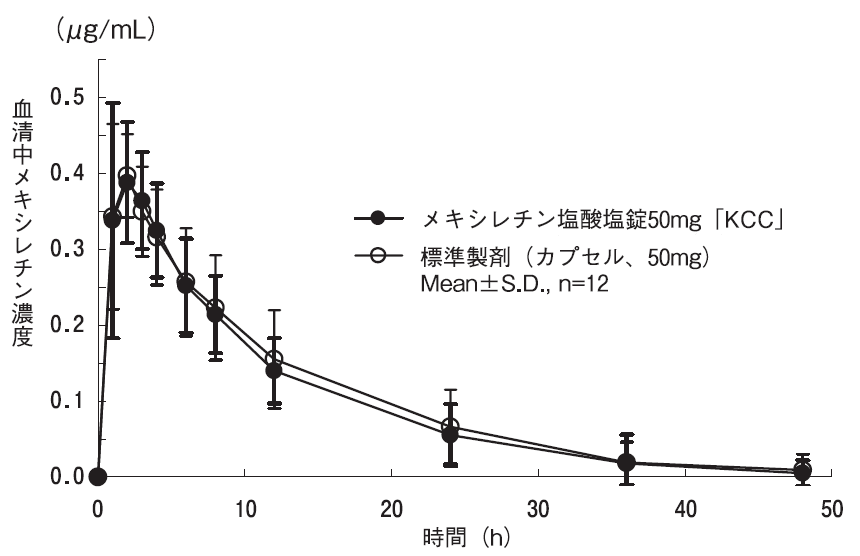 (μg/mL)
血清中メキシレチン濃度
0.5
0.4
0.3
0.2
0.1
0.0
メキシレチン塩酸塩錠50mg「KCC」
標準製剤（カプセル、50mg）
Mean±S.D., n=12
0 10 20 30 40 50
時間（h）